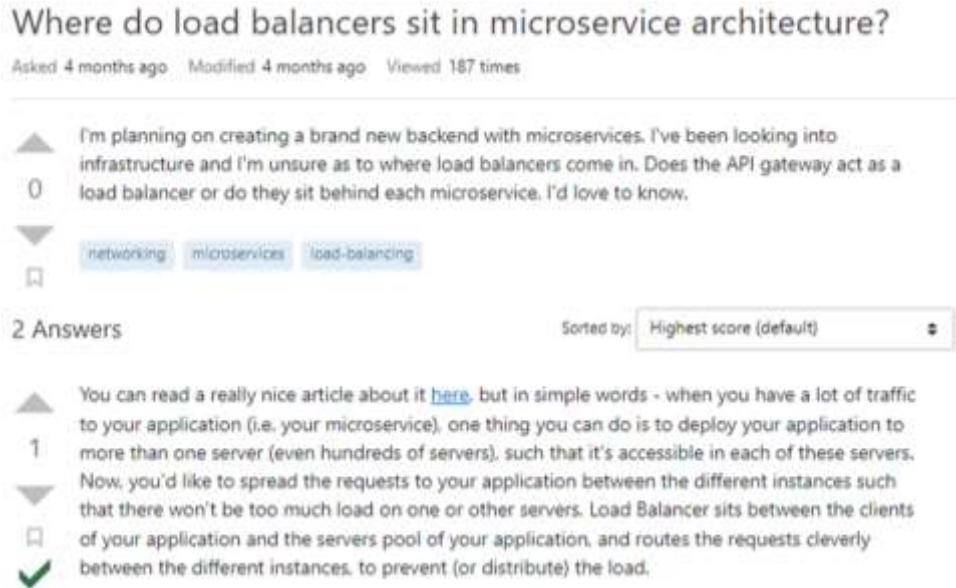 Where do load balancers sit in microservice architecture?
Asked 4 months ago Modified 4 months ago Viewed 187 times
I'm planning on creating a brand new backend with microservices. I've been looking into
infrastructure and I'm unsure as to where load balancers come in. Does the API gateway act as a
load balancer or do they sit behind each microservice. I'd love to know.
0
networking microservices load-balancing
2 Answers
Sorted by: Highest score (default)
You can read a really nice article about it here, but in simple words - when you have a lot of traffic
to your application (i.e. your microservice), one thing you can do is to deploy your application to
more than one server (even hundreds of servers), such that it's accessible in each of these servers.
1
Now, you'd like to spread the requests to your application between the different instances such
that there won't be too much load on one or other servers. Load Balancer sits between the clients
of your application and the servers pool of your application, and routes the requests cleverly
between the different instances, to prevent (or distribute) the load.